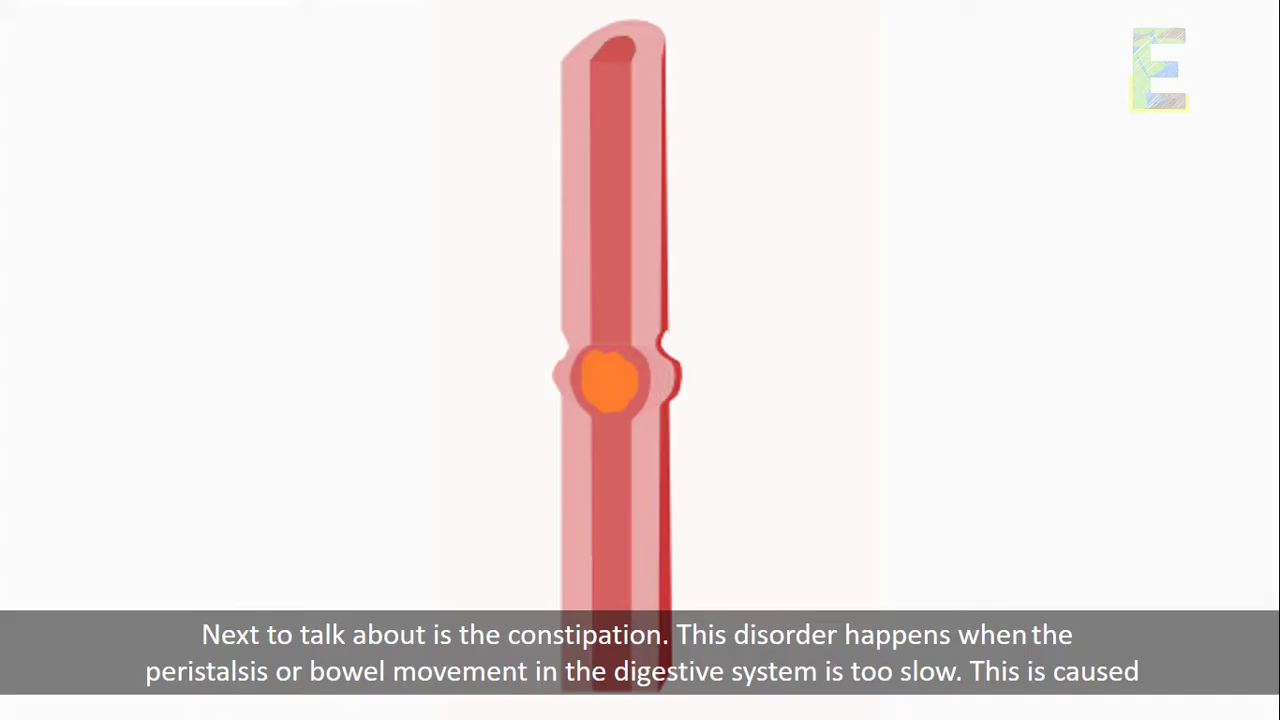 E
Next to talk about is the constipation. This disorder happens when the
peristalsis or bowel movement in the digestive system is too slow. This is caused